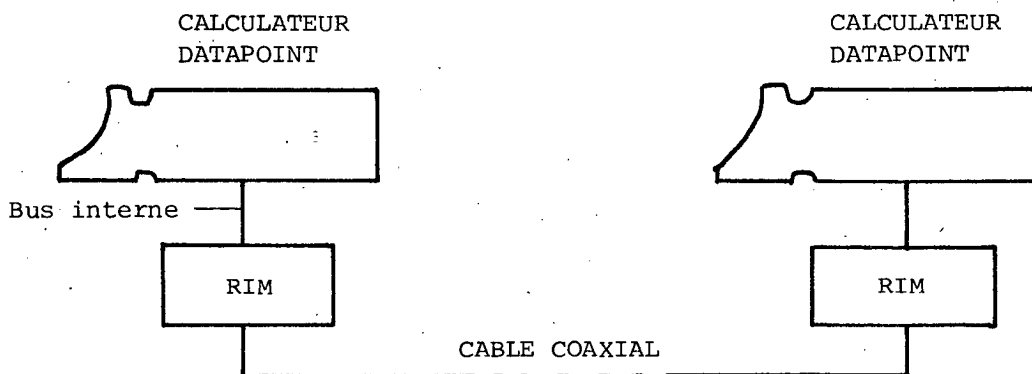 CALCULATEUR
DATAPOINT
CALCULATEUR
DATAPOINT
Bus interne
RIM
RIM
CABLE COAXIAL